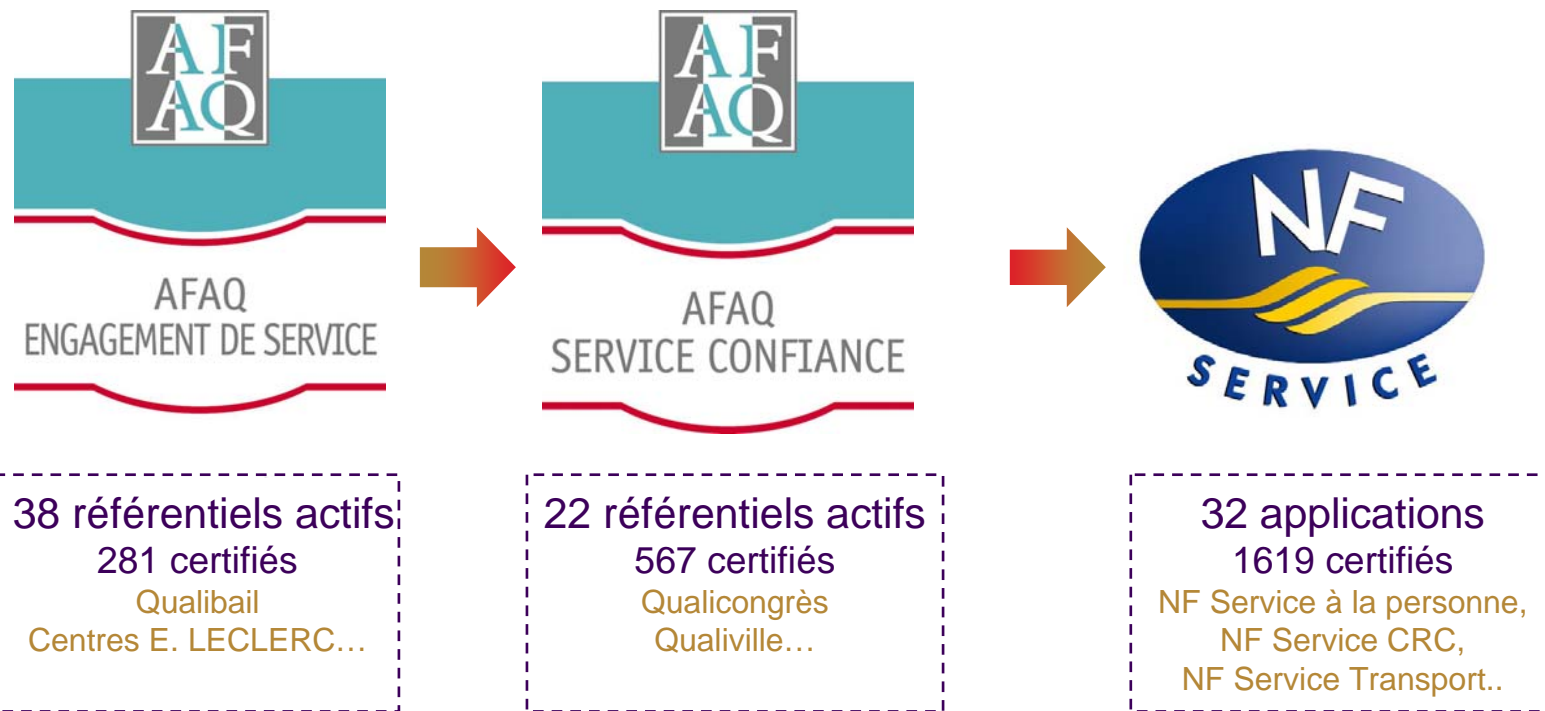 AF
AQ
AFAQ
ENGAGEMENT DE SERVICE
38 référentiels actifs
281 certifiés
Qualibail
Centres E. LECLERC…
AF
AQ
AFAQ
SERVICE CONFIANCE
22 référentiels actifs
567 certifiés
Qualicongrès
Qualiville…
NF
SERVICE
32 applications
1619 certifiés
NF Service à la personne,
NF Service CRC,
NF Service Transport..